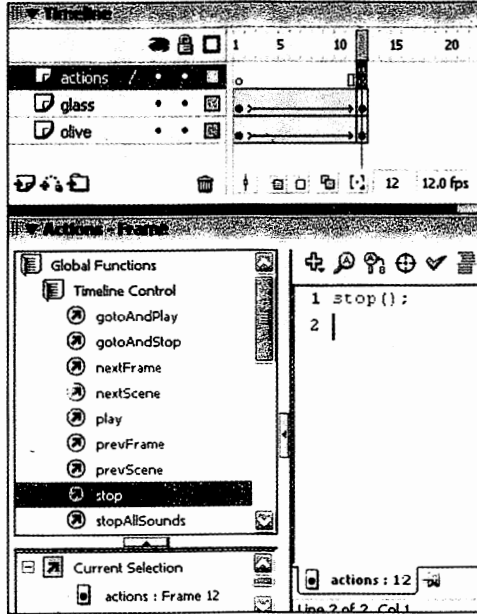 Timeline
1 5 10 15 20
actions
glass
olive
12 12.0 fps
Actions - Frame
Global Functions
Timeline Control
gotoAndPlay
gotoAndStop
nextFrame
nextScene
play
prevFrame
prevScene
stop
stopAllSounds
Current Selection
actions : Frame 12
1 stop();
2
actions : 12
Line 2 of 2, Col 1